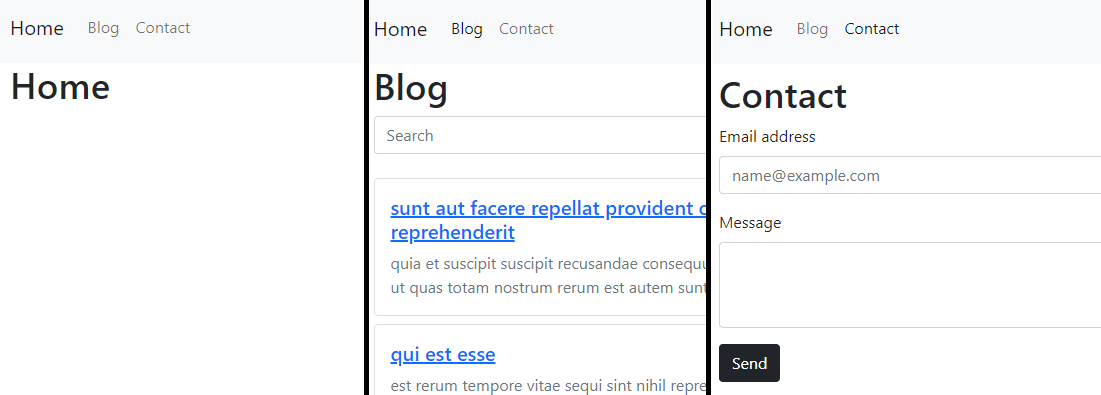 Home Blog Contact
Home
Home Blog Contact
Blog
Search
sunt aut facere repellat provident
reprehenderit
quia et suscipit suscipit recusandae
ut quas totam nostrum rerum est autem sunt
qui est esse
est rerum tempore vitae sequi sint nihil
Home Blog Contact
Contact
Email address
name@example.com
Message
Send